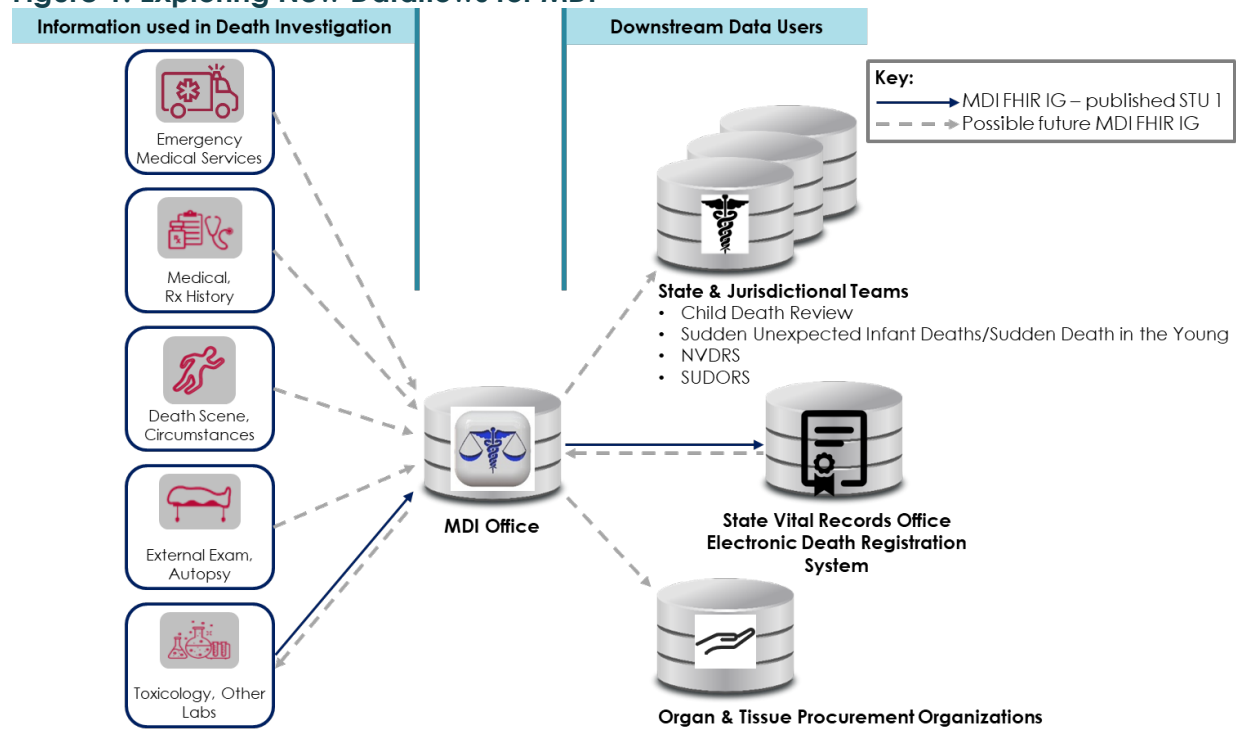 Information used in Death Investigation
Downstream Data Users
Key:
MDI FHIR IG – published STU 1
Possible future MDI FHIR IG
Emergency
Medical Services
Medical,
Rx History
Death Scene,
Circumstances
External Exam,
Autopsy
Toxicology, Other
Labs
MDI Office
State & Jurisdictional Teams
• Child Death Review
• Sudden Unexpected Infant Deaths/Sudden Death in the Young
• NVDRS
• SUDORS
State Vital Records Office
Electronic Death Registration
System
Organ & Tissue Procurement Organizations